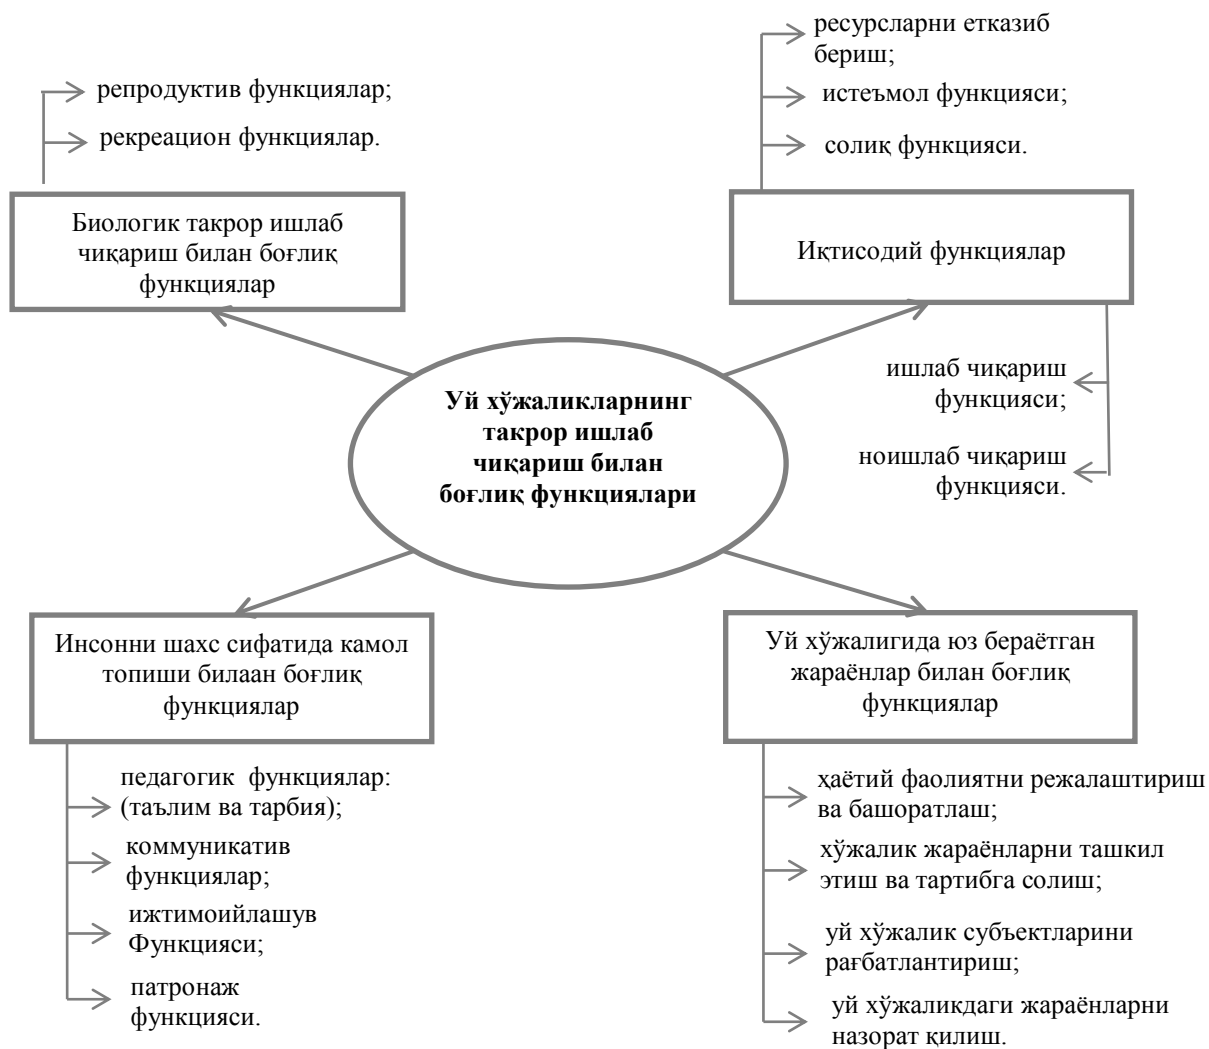 репродуктив функциялар;
рекреацион функциялар.
Биологик такрор ишлаб
чиқариш билан боғлиқ
функциялар
ресурсларни етказиб
бериш;
истеъмол функцияси;
солиқ функцияси.
Иқтисодий функциялар
ишлаб чиқариш
функцияси;
ноишлаб чиқариш
функцияси.
Уй хўжаликларнинг
такрор ишлаб
чиқариш билан
боғлиқ функциялари
Инсонни шахс сифатида камол
топиши билаан боғлиқ
функциялар
педагогик функциялар:
(таълим ва тарбия);
коммуникатив
функциялар;
ижтимоийлашув
Функцияси;
патронаж
функцияси.
Уй хўжалигида юз бераётган
жараёнлар билан боғлиқ
функциялар
ҳаётий фаолиятни режалаштириш
ва башоратлаш;
хўжалик жараёнларни ташкил
этиш ва тартибга солиш;
уй хўжалик субъектларини
рағбатлантириш;
уй хўжаликдаги жараёнларни
назорат қилиш.